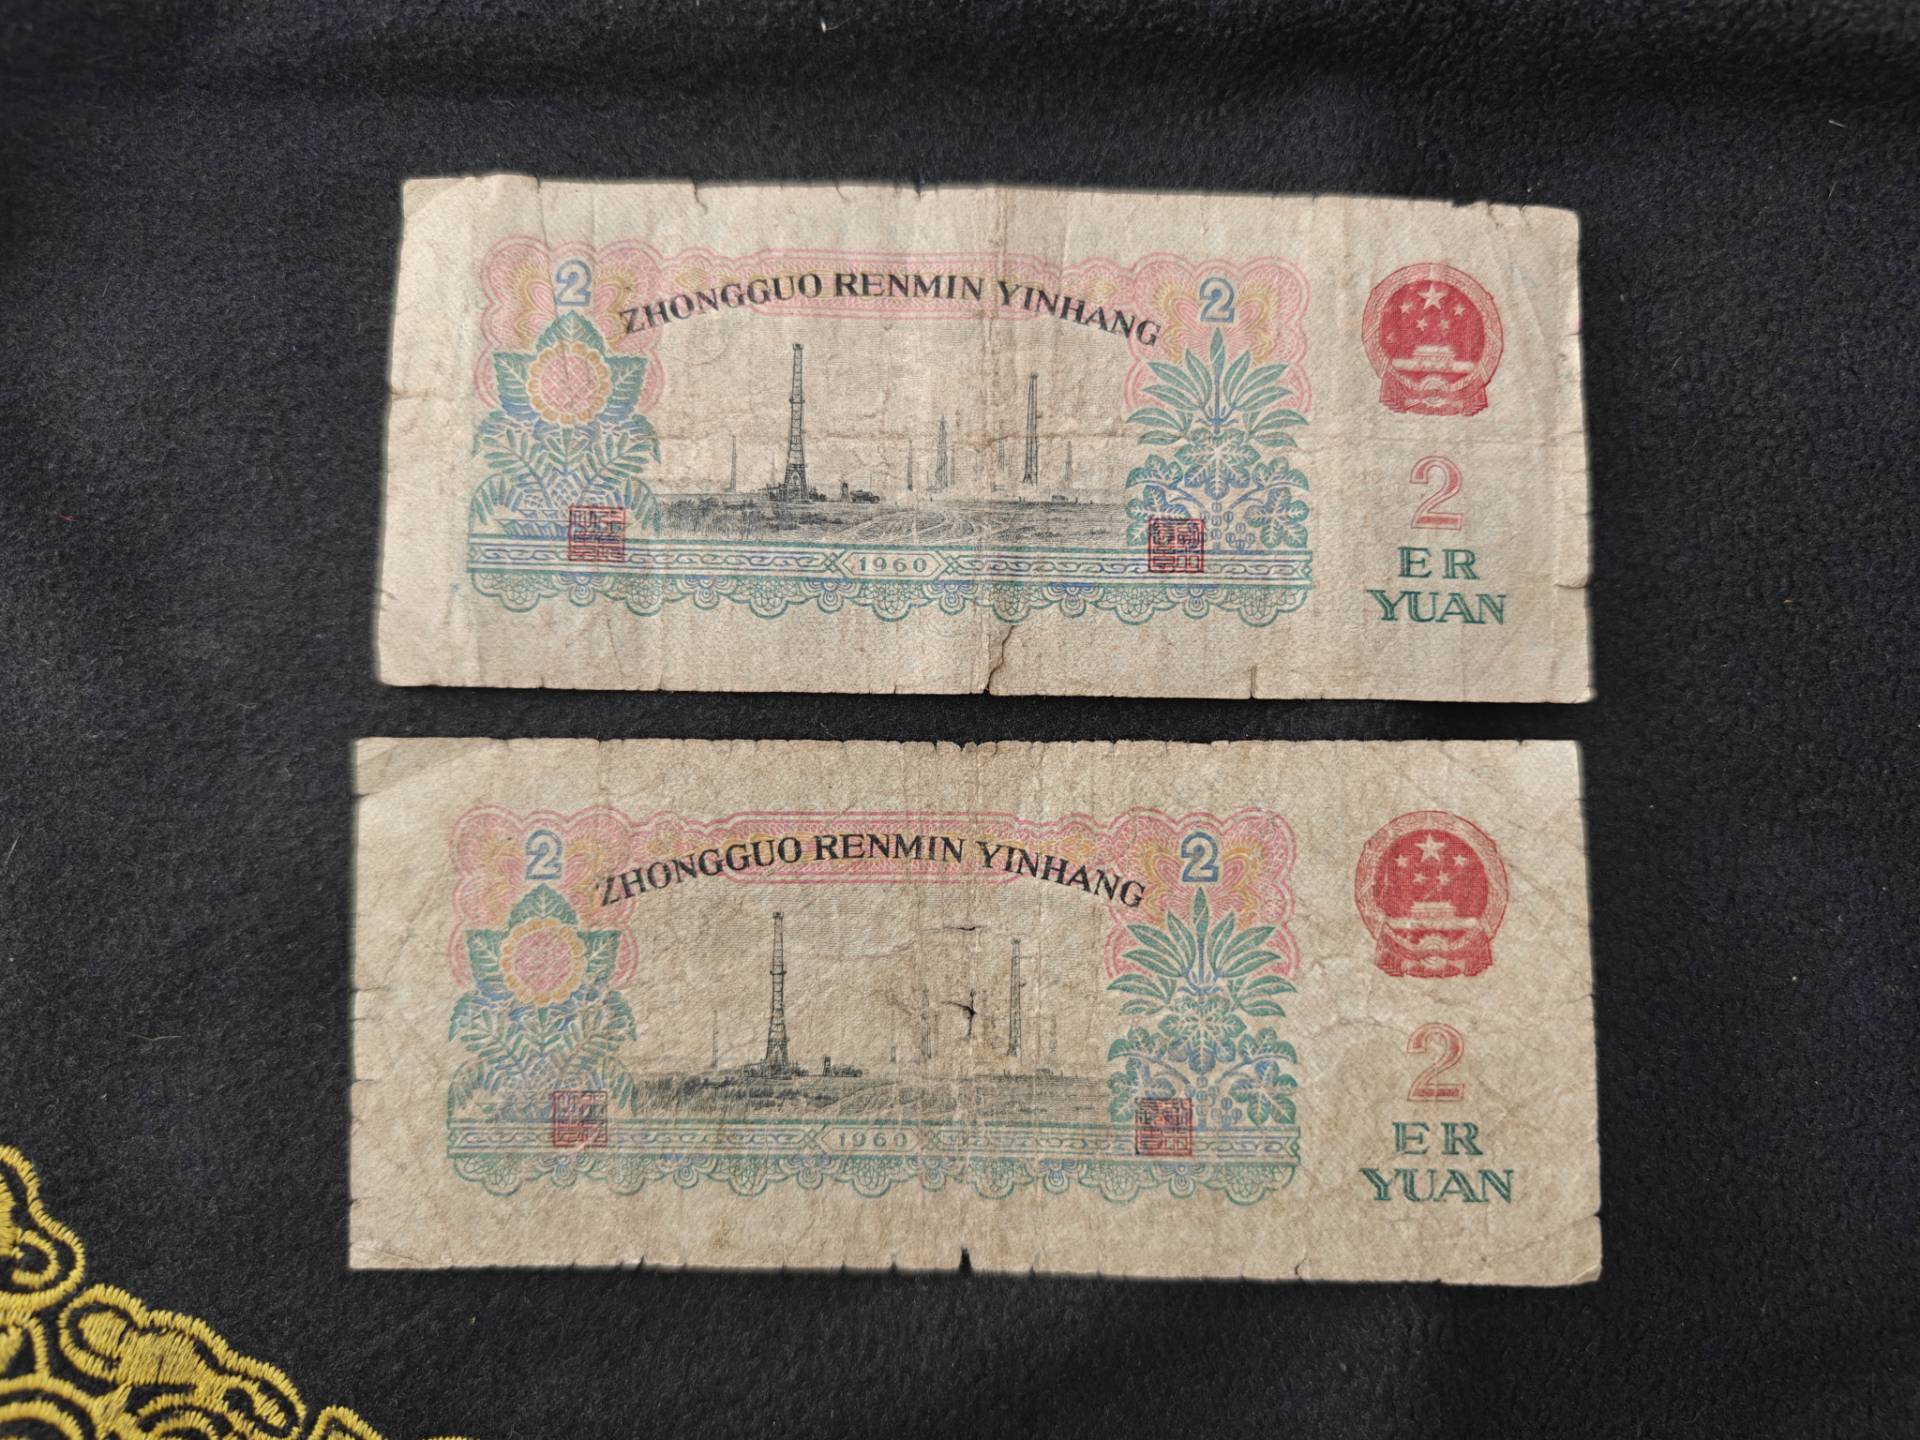 2 ZHONGGUO RENMIN YINHANG 2
2
ER
YUAN
1960
2 ZHONGGUO RENMIN YINHANG 2
2
ER
YUAN
1960